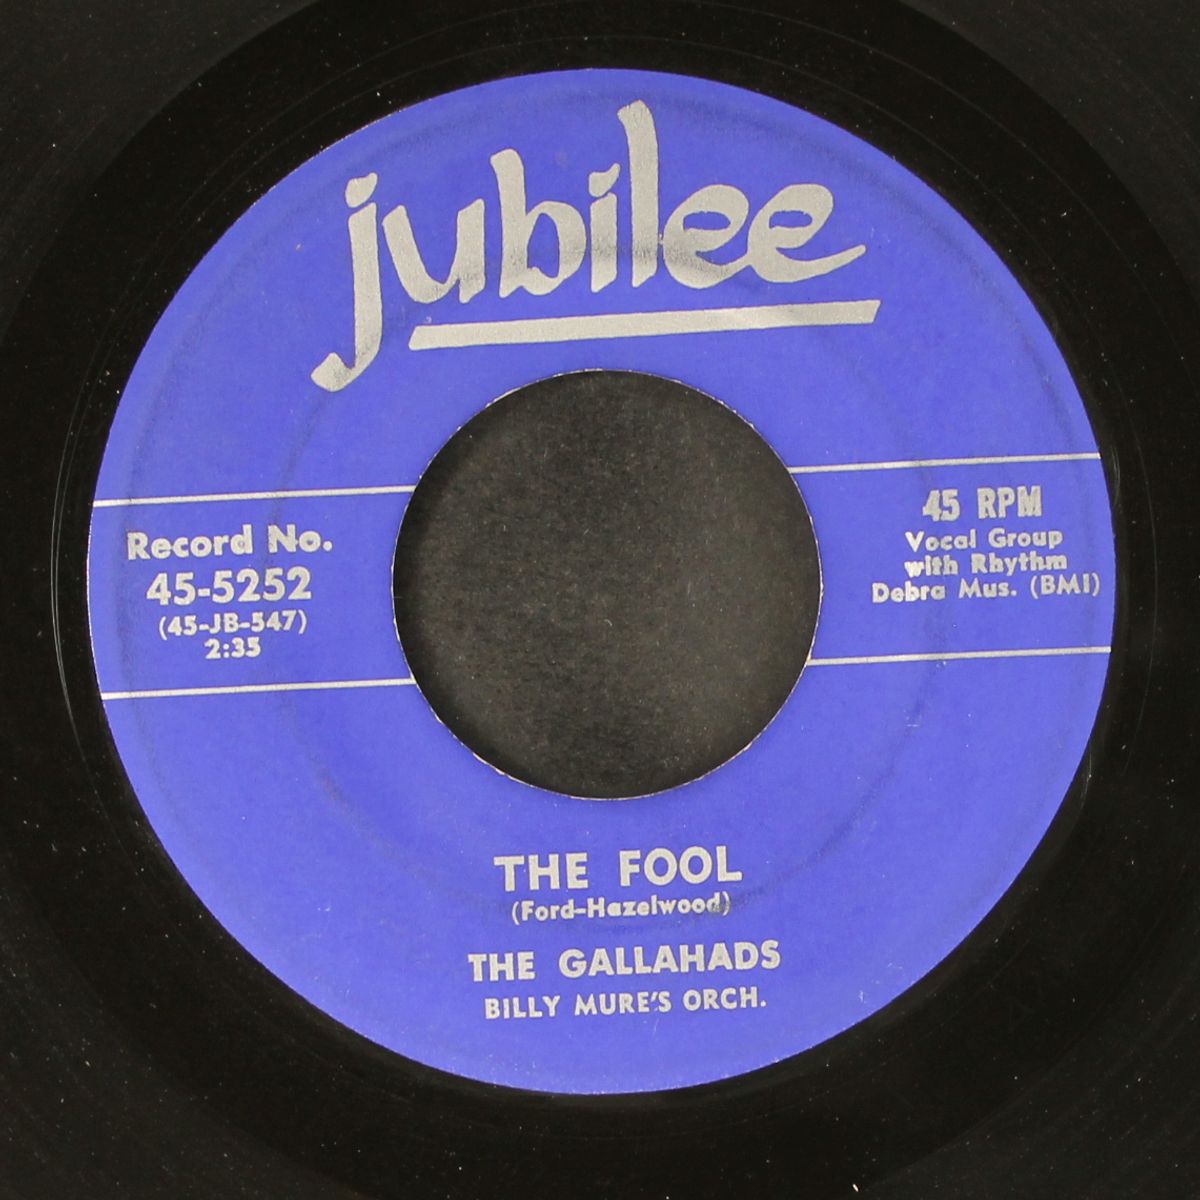 jubilee
Record No.
45-5252
(45-JB-547)
2:35
45 RPM
Vocal Group
with Rhythm
Debra Mus. (BMI)
THE FOOL
(Ford-Hazelwood)
THE GALLAHADS
BILLY MURE'S ORCH.